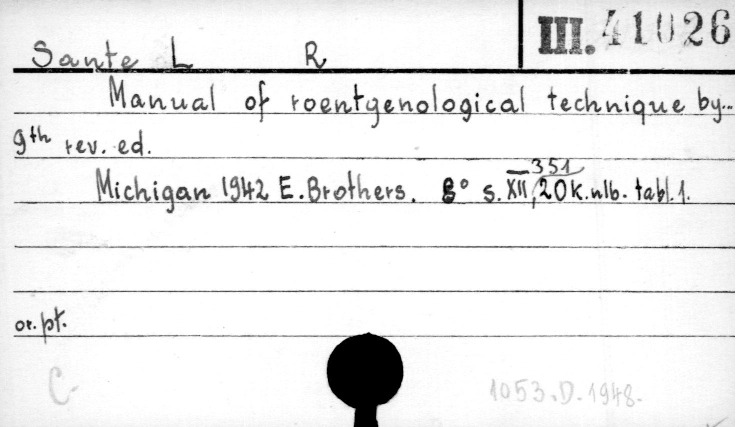 III. 41026
Sante L R
Manual of roentgenological technique by...
9th rev. ed.
Michigan 1942 E. Brothers. 8° s. XII, 351, 20 k. nlb. tabl. 1.
or. pt.
C-
1053.D.1948.